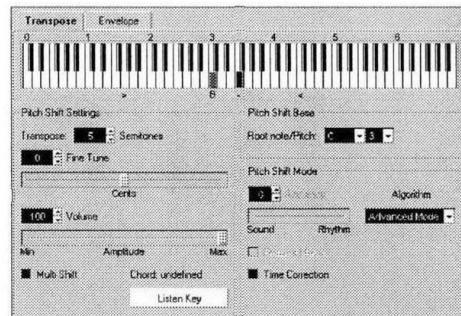 Transpose Envelope
0 1 2 3 4 5 6
B
Pitch Shift Settings
Transpose: 5 Semitones
0 Fine Tune
Cents
100 Volume
Min Amplitude Max
Multi Shift Chord: undefined
Listen Key
Pitch Shift Base
Root note/Pitch: C 3
Pitch Shift Mode
0 Algorithm
Advanced Mode
Sound Rhythm
Time Correction